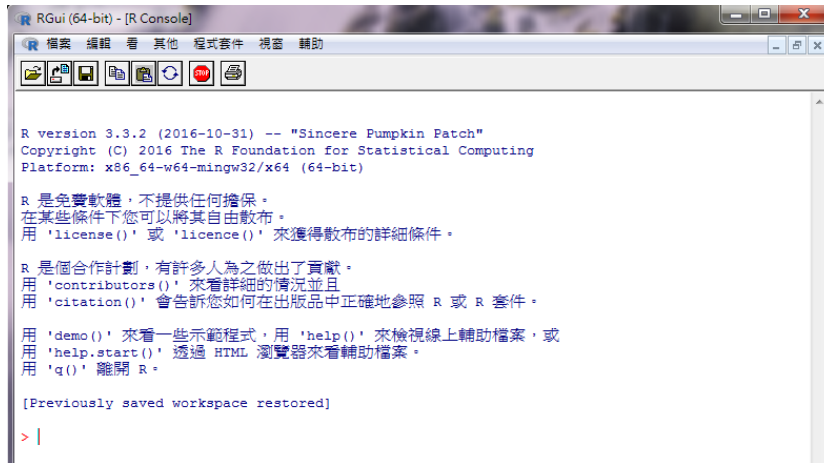 RGui (64-bit) - [R Console]
檔案 編輯 看 其他 程式套件 視窗 輔助
STOP
R version 3.3.2 (2016-10-31) -- "Sincere Pumpkin Patch"
Copyright (C) 2016 The R Foundation for Statistical Computing
Platform: x86_64-w64-mingw32/x64 (64-bit)
R 是免費軟體，不提供任何擔保。
在某些條件下您可以將其自由散布。
用 'license()' 或 'licence()' 來獲得散布的詳細條件。
R 是個合作計劃，有許多人為之做出了貢獻。
用 'contributors()' 來看詳細的情況並且
用 'citation()' 會告訴您如何在出版品中正確地參照 R 或 R 套件。
用 'demo()' 來看一些示範程式，用 'help()' 來檢視線上輔助檔案，或
用 'help.start()' 透過 HTML 瀏覽器來看輔助檔案。
用 'q()' 離開 R。
[Previously saved workspace restored]
>